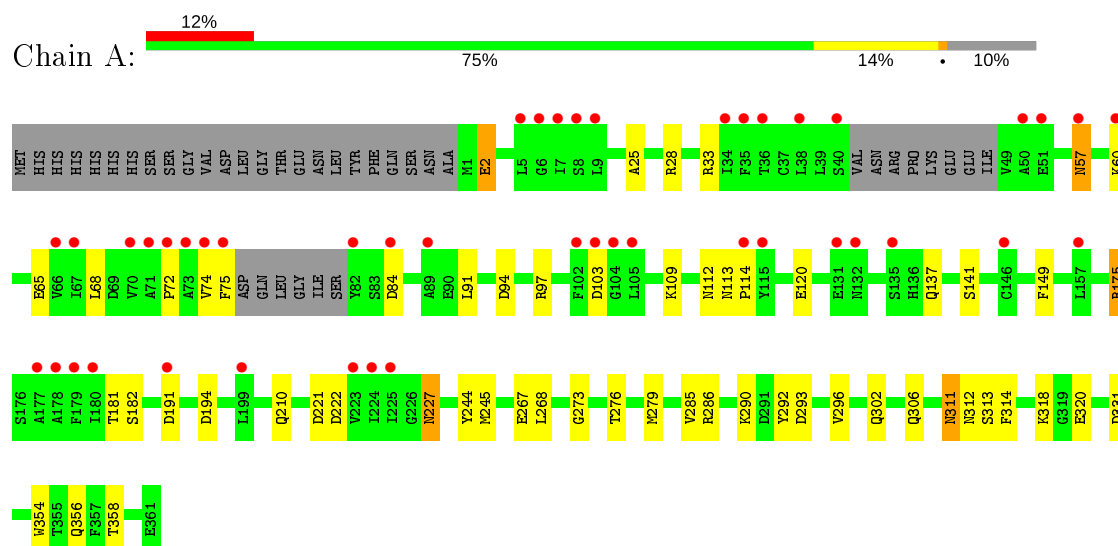 12%
Chain A:
75% 14% • 10%
MET HIS HIS HIS HIS HIS HIS SER SER GLY VAL ASP LEU GLY THR GLU ASN LEU TYR PHE GLN SER ASN ALA M1 E2 L5 G6 I7 S8 L9 A25 R28 R33 I34 F35 T36 C37 L38 L39 S40 VAL ASN ARG PRO LYS GLU GLU ILE V49 A50 E51 N57 K60
E65 V66 I67 L68 D69 V70 A71 P72 A73 V74 F75 ASP GLN LEU GLY ILE SER Y82 S83 D84 A89 E90 L91 D94 R97 F102 D103 G104 L105 K109 N112 N113 P114 Y115 E120 E131 N132 S135 H136 Q137 S141 C146 F149 L157
S176 A177 A178 F179 I180 T181 S182 D191 D194 L199 Q210 D221 D222 V223 I224 I225 G226 N227 Y244 M245 E267 L268 G273 T276 M279 V285 R286 K290 D291 Y292 D293 V296 Q302 Q306 N311 N312 S313 F314 K318 G319 E320
W354 T355 Q356 F357 T358 E361